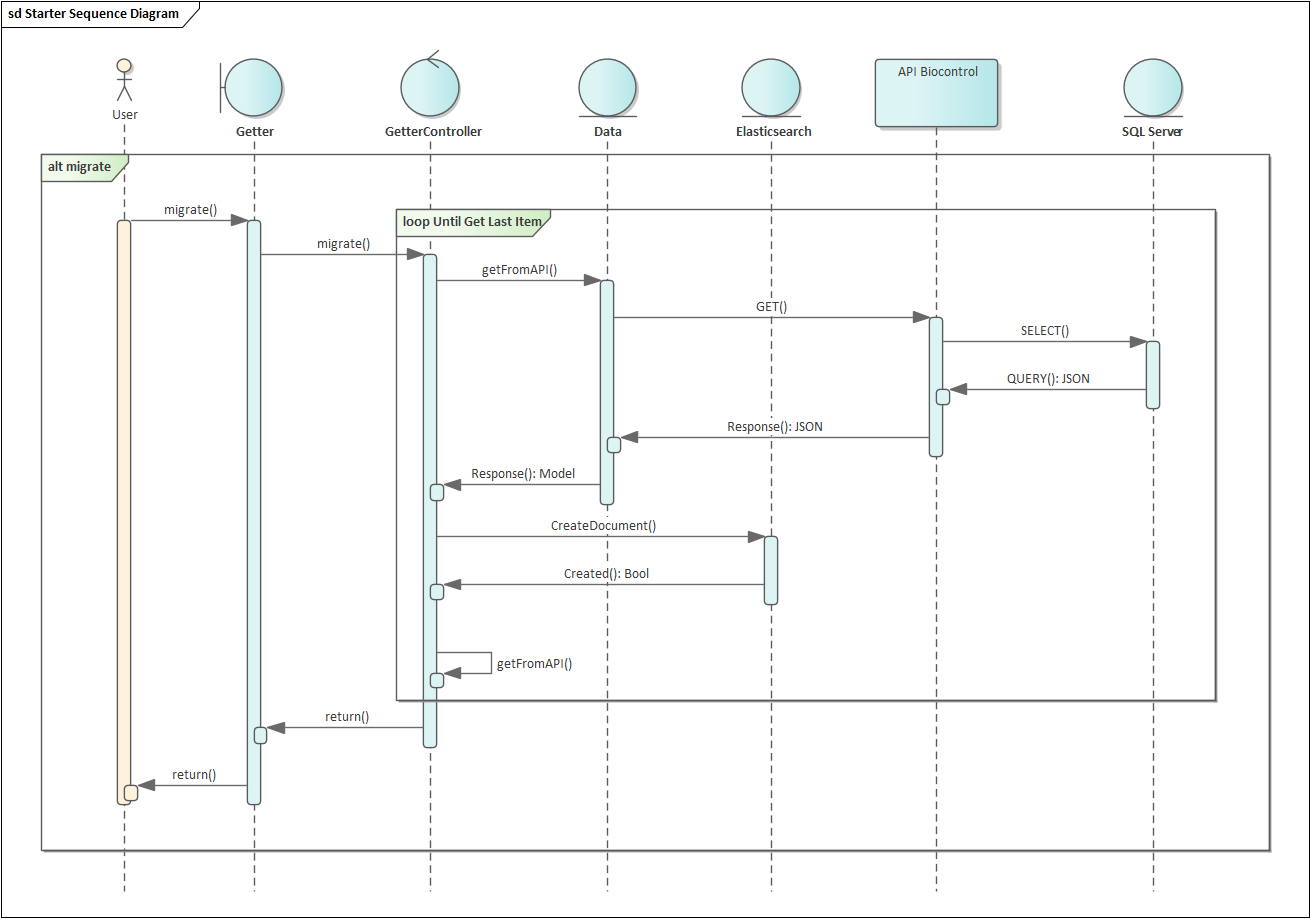 sd Starter Sequence Diagram
User
Getter
GetterController
Data
Elasticsearch
API Biocontrol
SQL Server
alt migrate
migrate()
loop Until Get Last Item
migrate()
getFromAPI()
GET()
SELECT()
QUERY(): JSON
Response(): JSON
Response(): Model
CreateDocument()
Created(): Bool
getFromAPI()
return()
return()